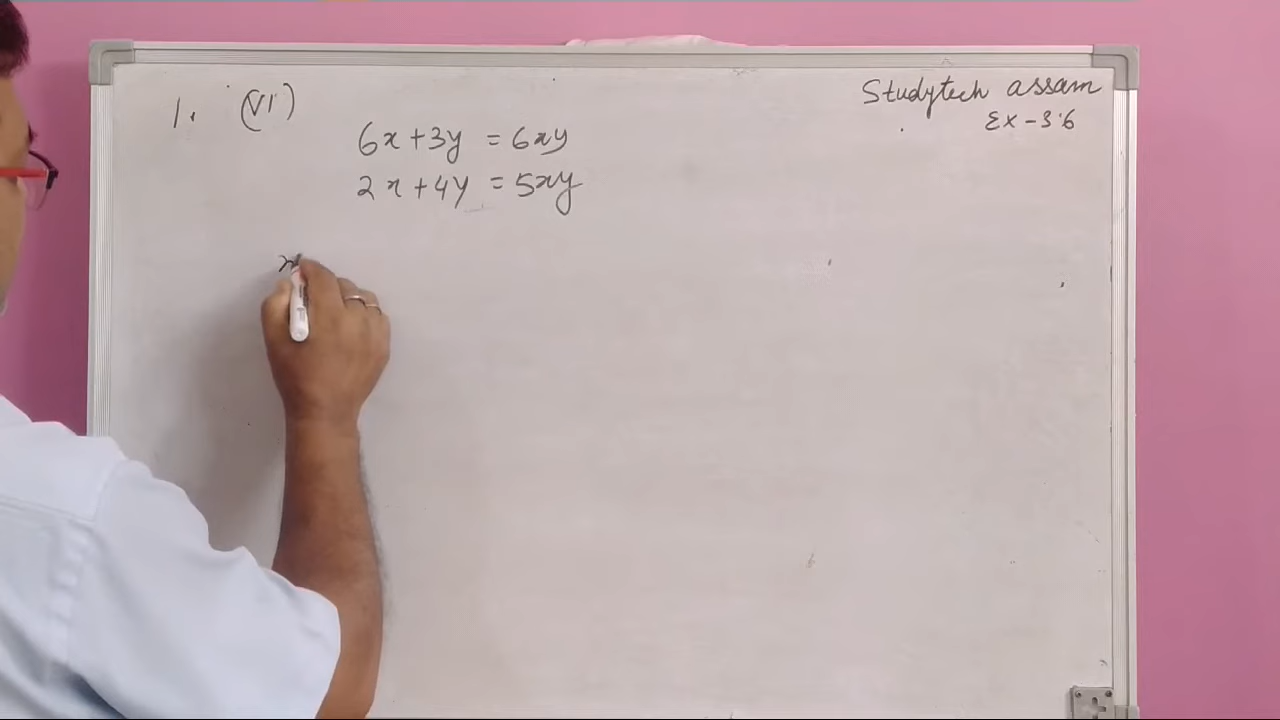 Studytech assam
Ex - 3.6
1. (VI)
6x + 3y = 6xy
2x + 4y = 5xy
x